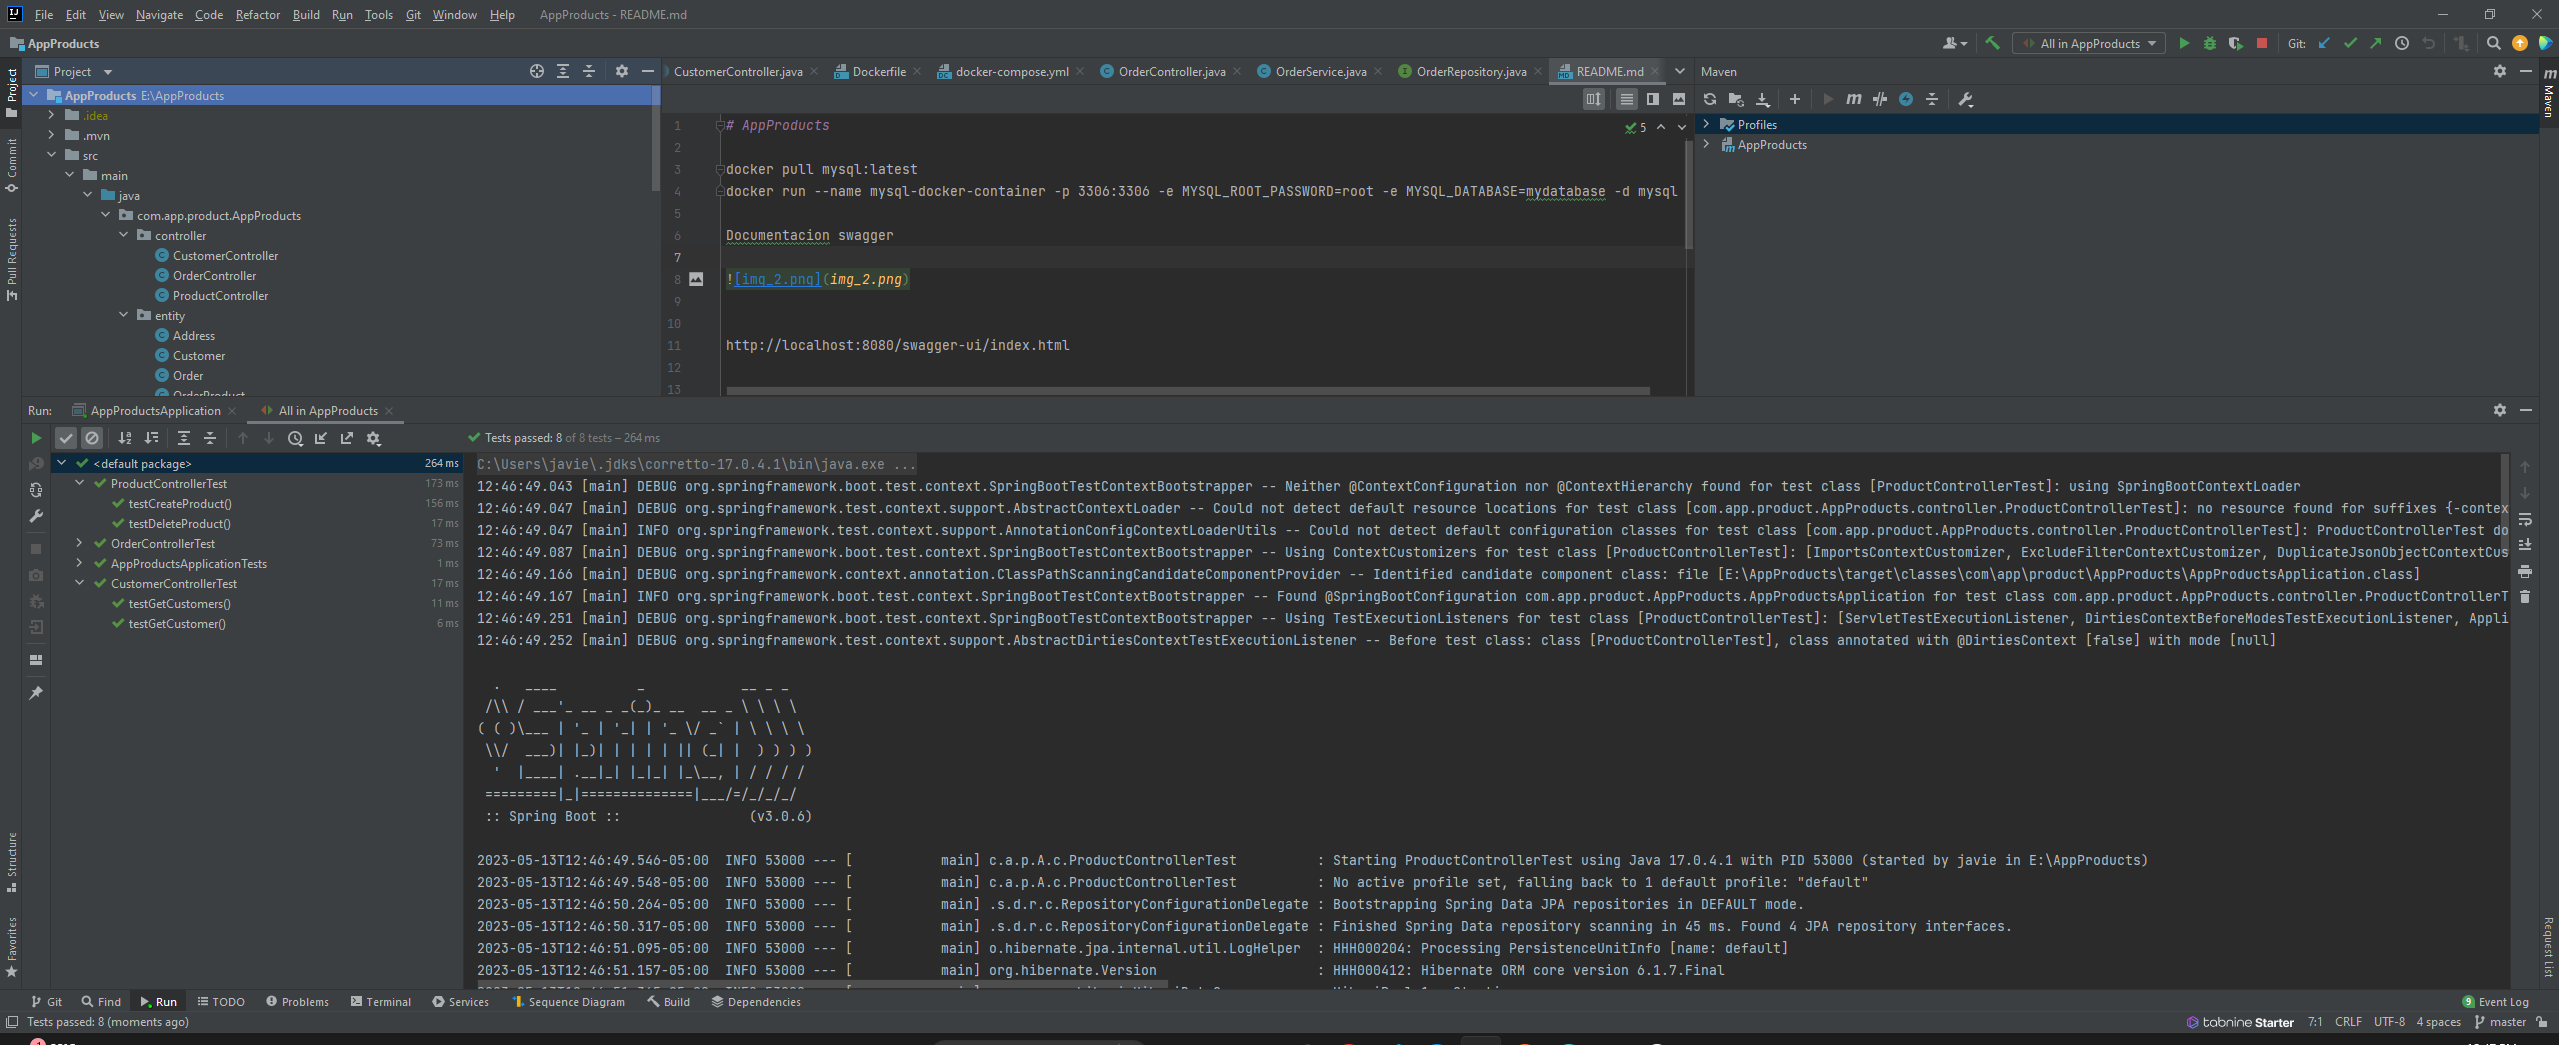 File Edit View Navigate Code Refactor Build Run Tools Git Window Help AppProducts - README.md
AppProducts
All in AppProducts
Git:
Project
CustomerController.java
Dockerfile
docker-compose.yml
OrderController.java
OrderService.java
OrderRepository.java
README.md
Maven
Project
Commit
Pull Requests
AppProducts E:\AppProducts
.idea
.mvn
src
main
java
com.app.product.AppProducts
controller
CustomerController
OrderController
ProductController
entity
Address
Customer
Order
OrderProduct
1 # AppProducts
2
3 docker pull mysql:latest
4 docker run --name mysql-docker-container -p 3306:3306 -e MYSQL_ROOT_PASSWORD=root -e MYSQL_DATABASE=mydatabase -d mysql
5
6 Documentacion swagger
7
8 ![img_2.png](img_2.png)
9
10
11 http://localhost:8080/swagger-ui/index.html
12
13
5
Profiles
AppProducts
Maven
Run:
AppProductsApplication
All in AppProducts
Tests passed: 8 of 8 tests – 264 ms
<default package> 264 ms
ProductControllerTest 173 ms
testCreateProduct() 156 ms
testDeleteProduct() 17 ms
OrderControllerTest 73 ms
AppProductsApplicationTests 1 ms
CustomerControllerTest 17 ms
testGetCustomers() 11 ms
testGetCustomer() 6 ms
C:\Users\javie\.jdks\corretto-17.0.4.1\bin\java.exe ...
12:46:49.043 [main] DEBUG org.springframework.boot.test.context.SpringBootTestContextBootstrapper -- Neither @ContextConfiguration nor @ContextHierarchy found for test class [ProductControllerTest]: using SpringBootContextLoader
12:46:49.047 [main] DEBUG org.springframework.test.context.support.AbstractContextLoader -- Could not detect default resource locations for test class [com.app.product.AppProducts.controller.ProductControllerTest]: no resource found for suffixes {-context
12:46:49.047 [main] INFO org.springframework.test.context.support.AnnotationConfigContextLoaderUtils -- Could not detect default configuration classes for test class [com.app.product.AppProducts.controller.ProductControllerTest]: ProductControllerTest do
12:46:49.087 [main] DEBUG org.springframework.boot.test.context.SpringBootTestContextBootstrapper -- Using ContextCustomizers for test class [ProductControllerTest]: [ImportsContextCustomizer, ExcludeFilterContextCustomizer, DuplicateJsonObjectContextCus
12:46:49.166 [main] DEBUG org.springframework.context.annotation.ClassPathScanningCandidateComponentProvider -- Identified candidate component class: file [E:\AppProducts\target\classes\com\app\product\AppProducts\AppProductsApplication.class]
12:46:49.167 [main] INFO org.springframework.boot.test.context.SpringBootTestContextBootstrapper -- Found @SpringBootConfiguration com.app.product.AppProducts.AppProductsApplication for test class com.app.product.AppProducts.controller.ProductControllerT
12:46:49.251 [main] DEBUG org.springframework.boot.test.context.SpringBootTestContextBootstrapper -- Using TestExecutionListeners for test class [ProductControllerTest]: [ServletTestExecutionListener, DirtiesContextBeforeModesTestExecutionListener, Appli
12:46:49.252 [main] DEBUG org.springframework.test.context.support.AbstractDirtiesContextTestExecutionListener -- Before test class: class [ProductControllerTest], class annotated with @DirtiesContext [false] with mode [null]
:: Spring Boot :: (v3.0.6)
2023-05-13T12:46:49.546-05:00 INFO 53000 --- [ main] c.a.p.A.c.ProductControllerTest : Starting ProductControllerTest using Java 17.0.4.1 with PID 53000 (started by javie in E:\AppProducts)
2023-05-13T12:46:49.548-05:00 INFO 53000 --- [ main] c.a.p.A.c.ProductControllerTest : No active profile set, falling back to 1 default profile: "default"
2023-05-13T12:46:50.264-05:00 INFO 53000 --- [ main] .s.d.r.c.RepositoryConfigurationDelegate : Bootstrapping Spring Data JPA repositories in DEFAULT mode.
2023-05-13T12:46:50.317-05:00 INFO 53000 --- [ main] .s.d.r.c.RepositoryConfigurationDelegate : Finished Spring Data repository scanning in 45 ms. Found 4 JPA repository interfaces.
2023-05-13T12:46:51.095-05:00 INFO 53000 --- [ main] o.hibernate.jpa.internal.util.LogHelper : HHH000204: Processing PersistenceUnitInfo [name: default]
2023-05-13T12:46:51.157-05:00 INFO 53000 --- [ main] org.hibernate.Version : HHH000412: Hibernate ORM core version 6.1.7.Final
Structure
Favorites
Request List
Git Find Run TODO Problems Terminal Services Sequence Diagram Build Dependencies
9 Event Log
Tests passed: 8 (moments ago)
tabnine Starter 7:1 CRLF UTF-8 4 spaces master